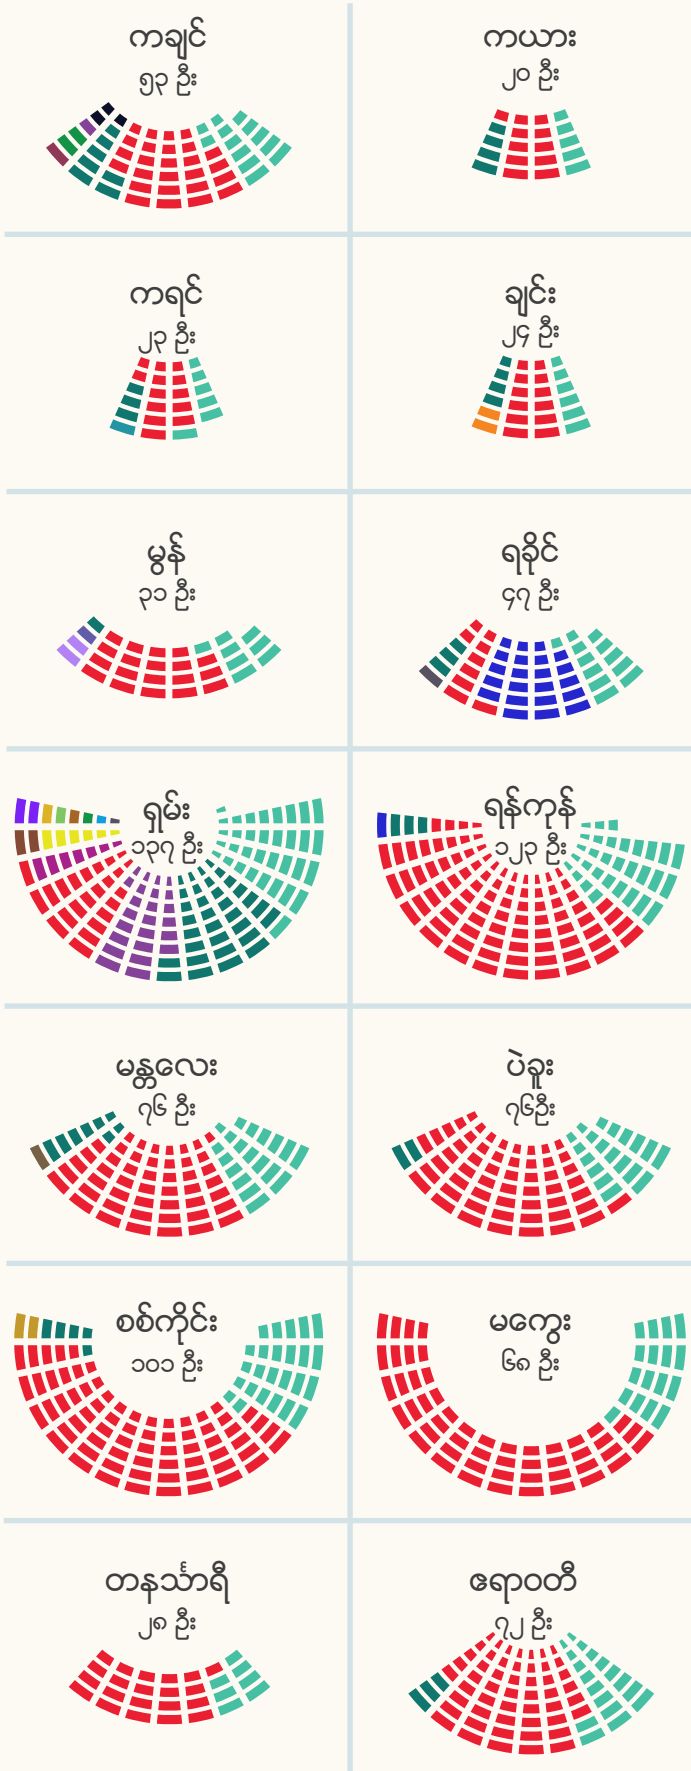 ကချင်
၅၃ ဦး
ကယား
၂၀ ဦး
ကရင်
၂၃ ဦး
ချင်း
၂၄ ဦး
မွန်
၃၁ ဦး
ရခိုင်
၄၇ ဦး
ရှမ်း
၁၃၇ ဦး
ရန်ကုန်
၁၂၃ ဦး
မန္တလေး
၇၆ ဦး
ပဲခူး
၇၆ဦး
စစ်ကိုင်း
၁၀၁ ဦး
မကွေး
၆၈ ဦး
တနင်္သာရီ
၂၈ ဦး
ဧရာဝတီ
၇၂ ဦး